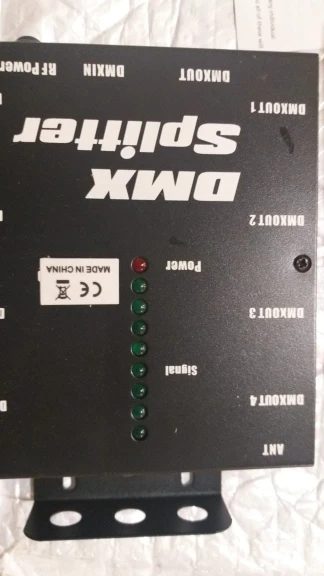 ANT
DMXOUT 4
Signal
DMXOUT 3
Power
CE
MADE IN CHINA
DMXOUT 2
DMX
Splitter
DMXOUT 1
DMXOUT
DMXIN
RF Power